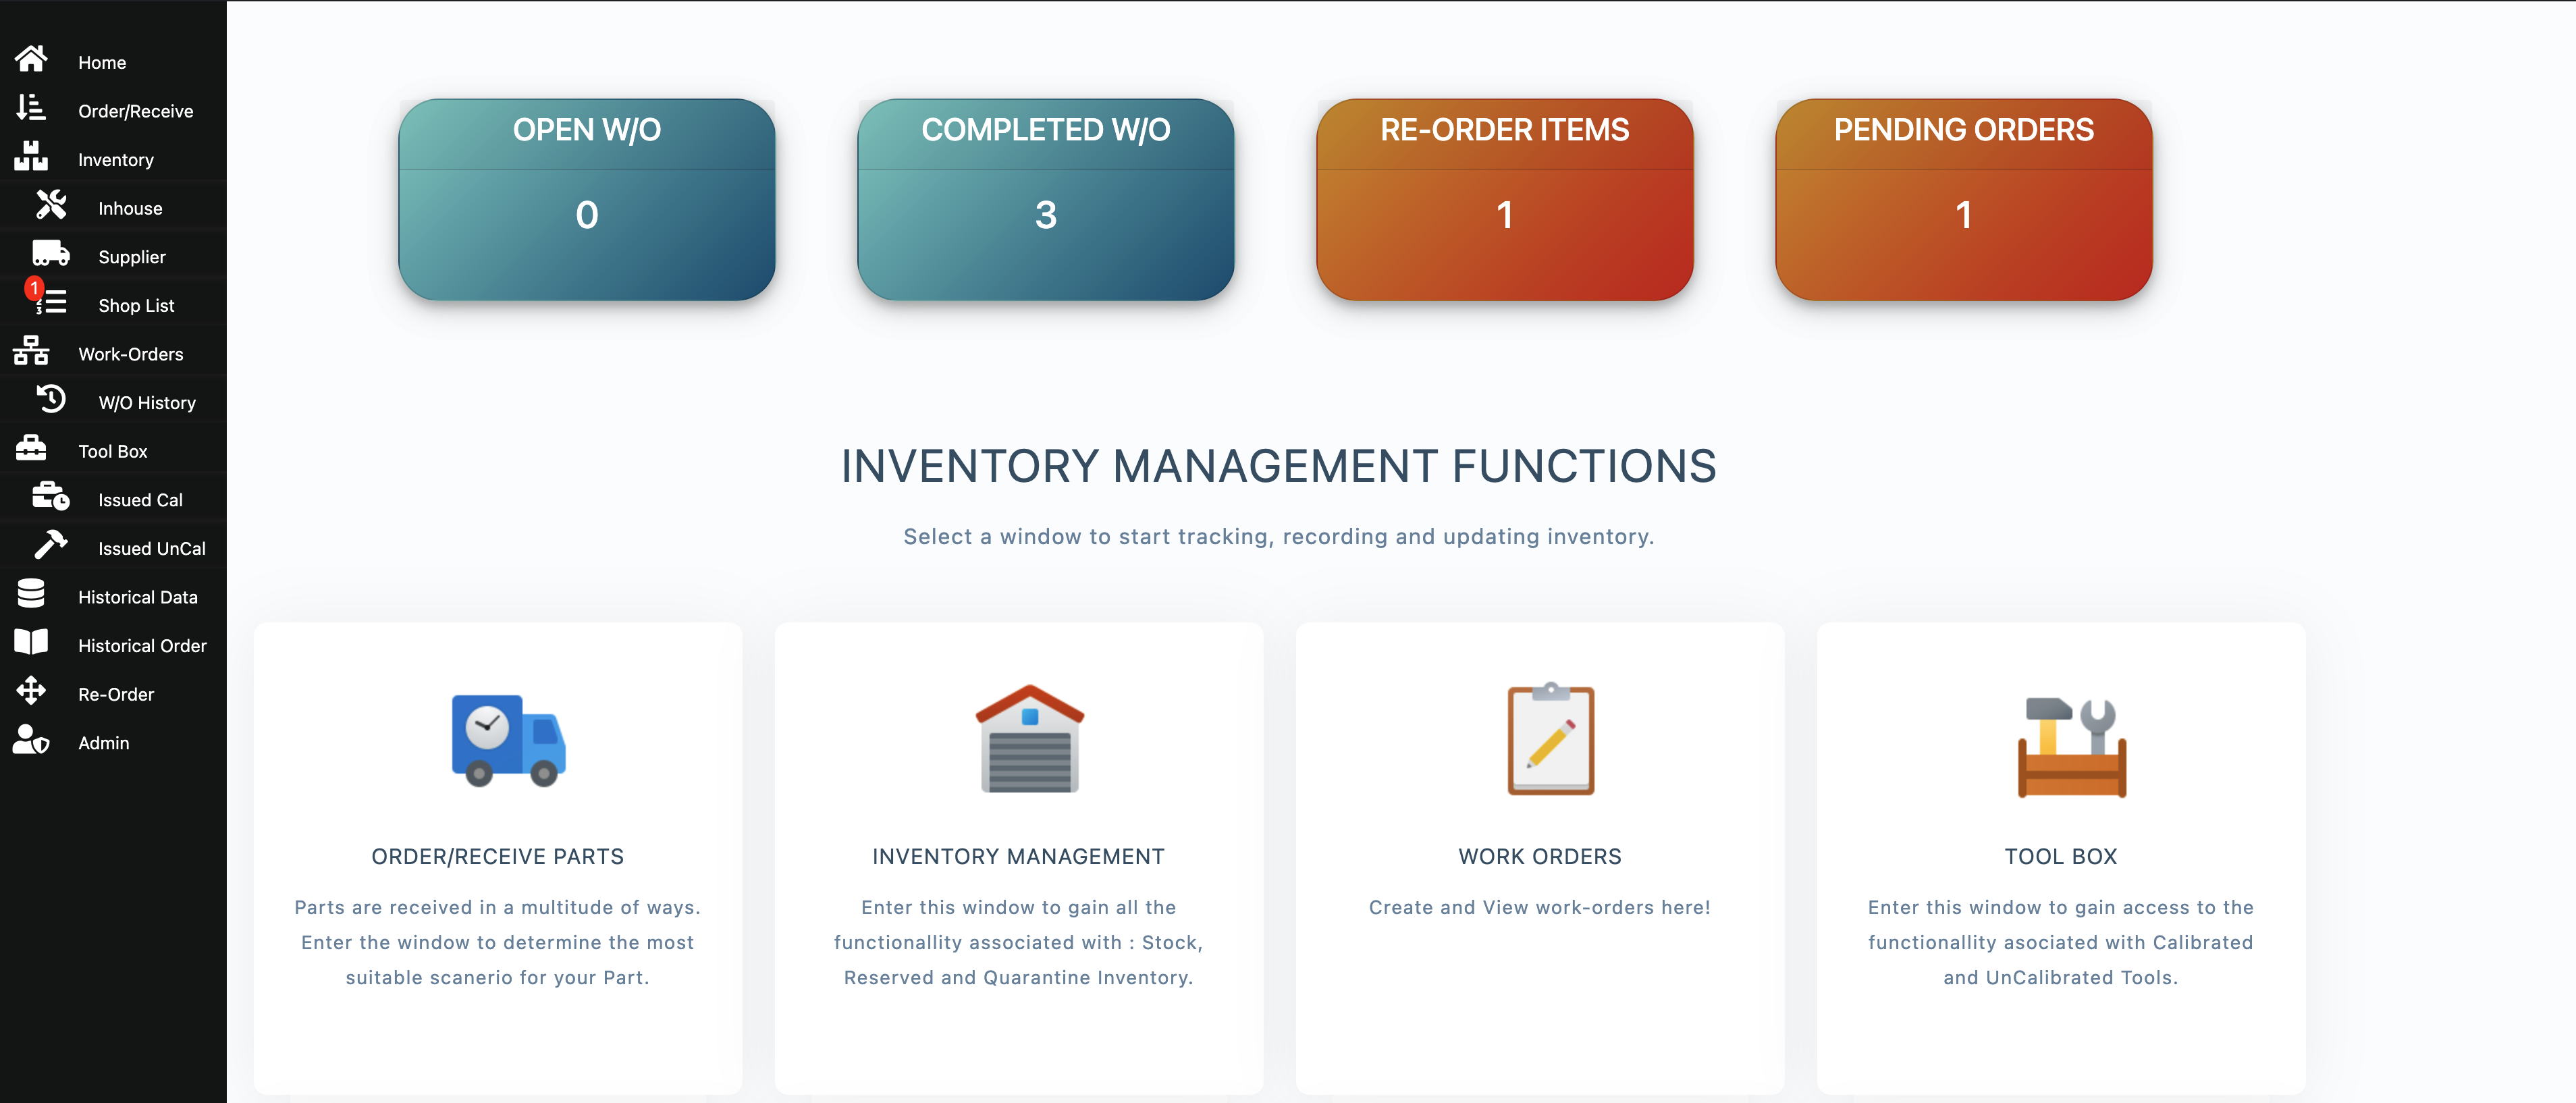 Home
Order/Receive
Inventory
Inhouse
Supplier
1
Shop List
Work-Orders
W/O History
Tool Box
Issued Cal
Issued UnCal
Historical Data
Historical Order
Re-Order
Admin
OPEN W/O
0
COMPLETED W/O
3
RE-ORDER ITEMS
1
PENDING ORDERS
1
INVENTORY MANAGEMENT FUNCTIONS
Select a window to start tracking, recording and updating inventory.
ORDER/RECEIVE PARTS
Parts are received in a multitude of ways.
Enter the window to determine the most
suitable scanerio for your Part.
INVENTORY MANAGEMENT
Enter this window to gain all the
functionallity associated with : Stock,
Reserved and Quarantine Inventory.
WORK ORDERS
Create and View work-orders here!
TOOL BOX
Enter this window to gain access to the
functionallity asociated with Calibrated
and UnCalibrated Tools.